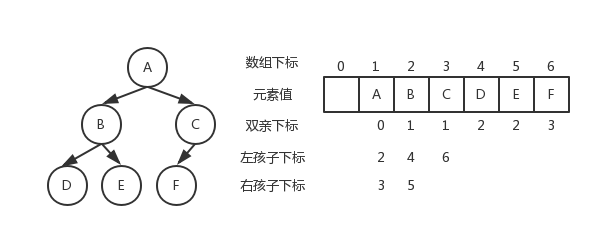 A
B
C
D
E
F
数组下标 0 1 2 3 4 5 6
元素值 A B C D E F
双亲下标 0 1 1 2 2 3
左孩子下标 2 4 6
右孩子下标 3 5